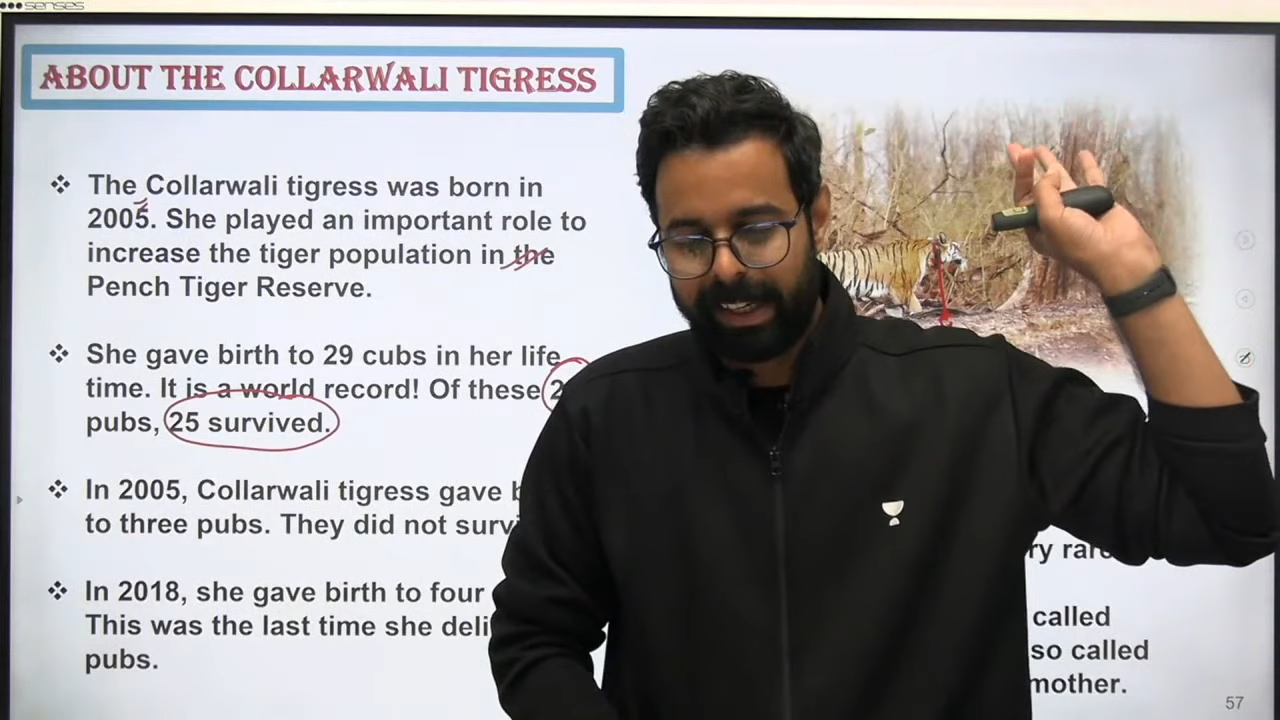 senses
ABOUT THE COLLARWALI TIGRESS
❖ The Collarwali tigress was born in
2005. She played an important role to
increase the tiger population in the
Pench Tiger Reserve.
❖ She gave birth to 29 cubs in her life
time. It is a world record! Of these
pubs, 25 survived.
❖ In 2005, Collarwali tigress gave
to three pubs. They did not
❖ In 2018, she gave birth to four
This was the last time she
pubs.
called
so called
mother.
57